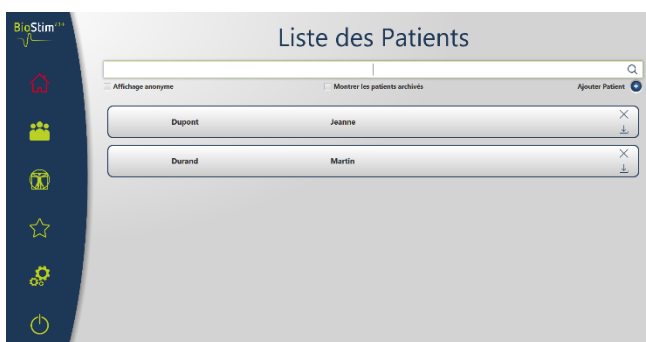 BioStim
Liste des Patients
Affichage anonyme
Montrer les patients archivés
Ajouter Patient
Dupont Jeanne
Durand Martin